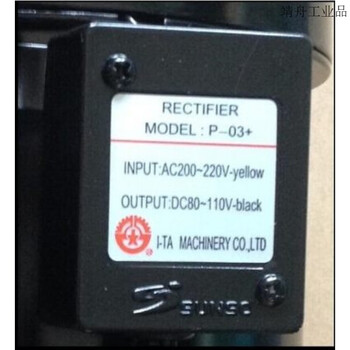 靖舟工业品
RECTIFIER
MODEL : P-03+
INPUT:AC200~220V-yellow
OUTPUT:DC80~110V-black
I-TA MACHINERY CO.,LTD
SUNGO